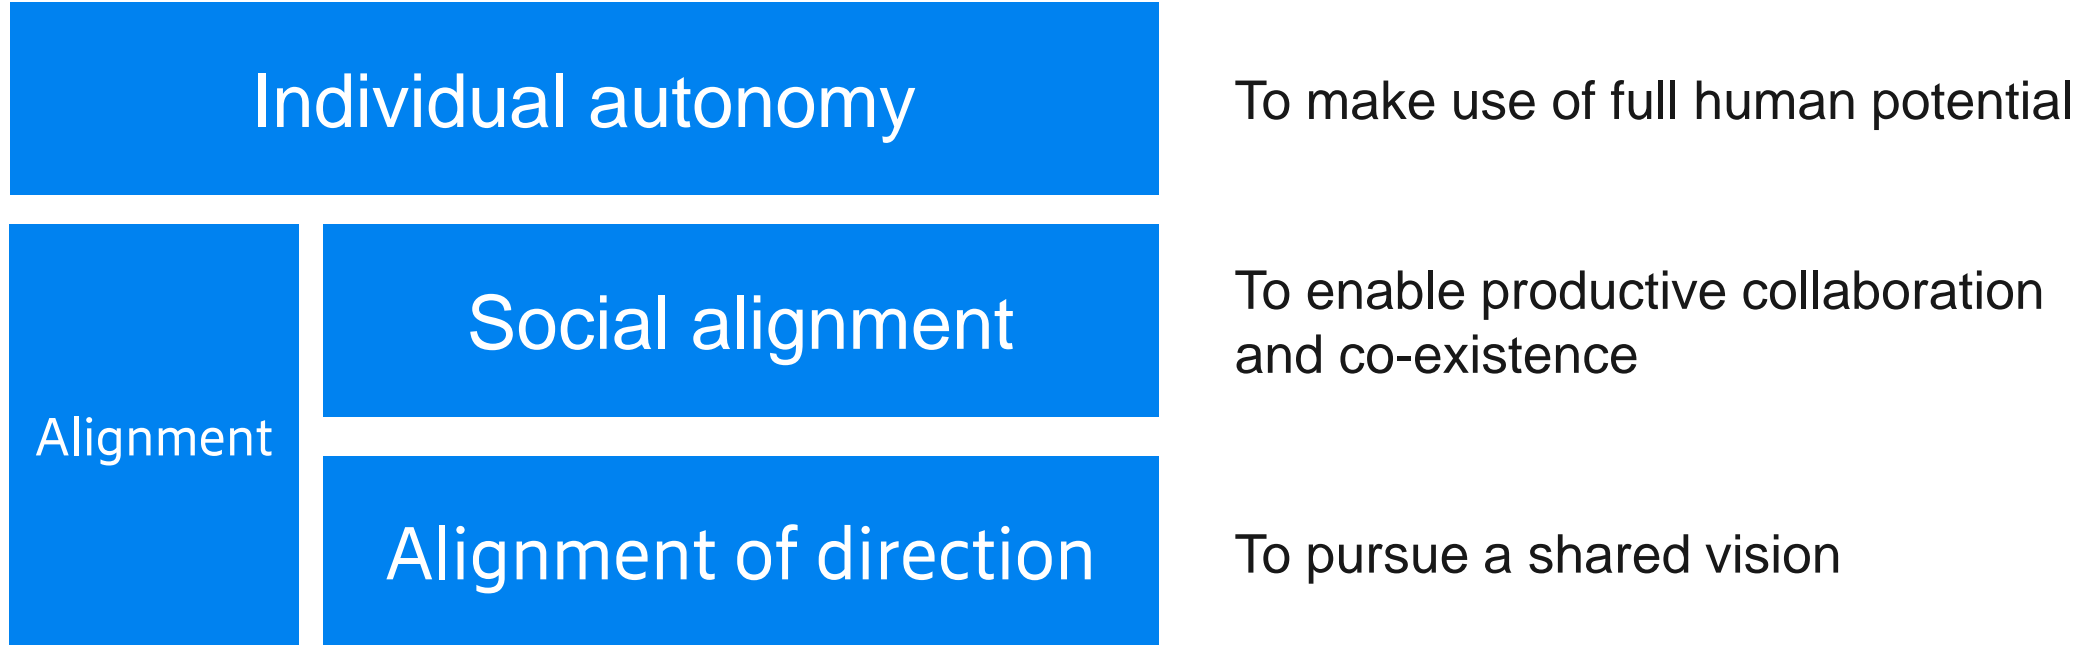 Individual autonomy
To make use of full human potential
Alignment
Social alignment
To enable productive collaboration
and co-existence
Alignment of direction
To pursue a shared vision